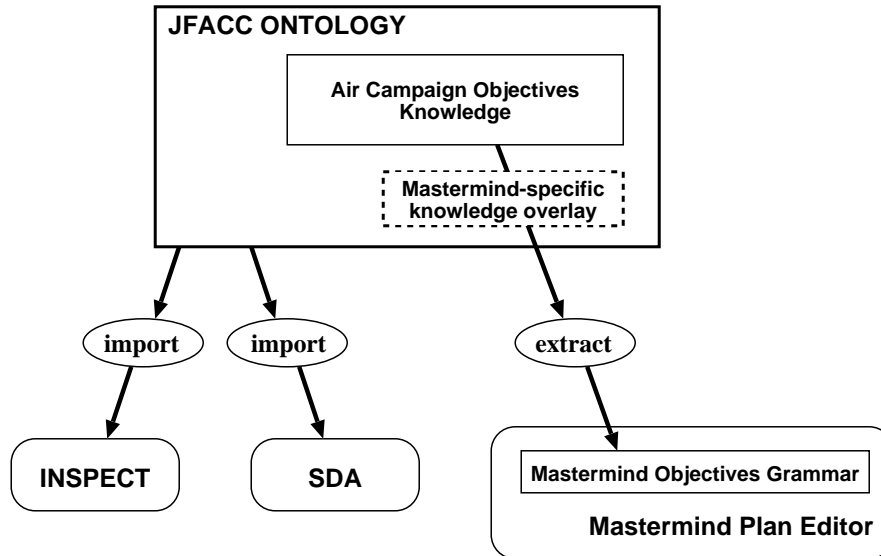 JFACC ONTOLOGY
Air Campaign Objectives
Knowledge
Mastermind-specific
knowledge overlay
import
import
extract
INSPECT
SDA
Mastermind Objectives Grammar
Mastermind Plan Editor